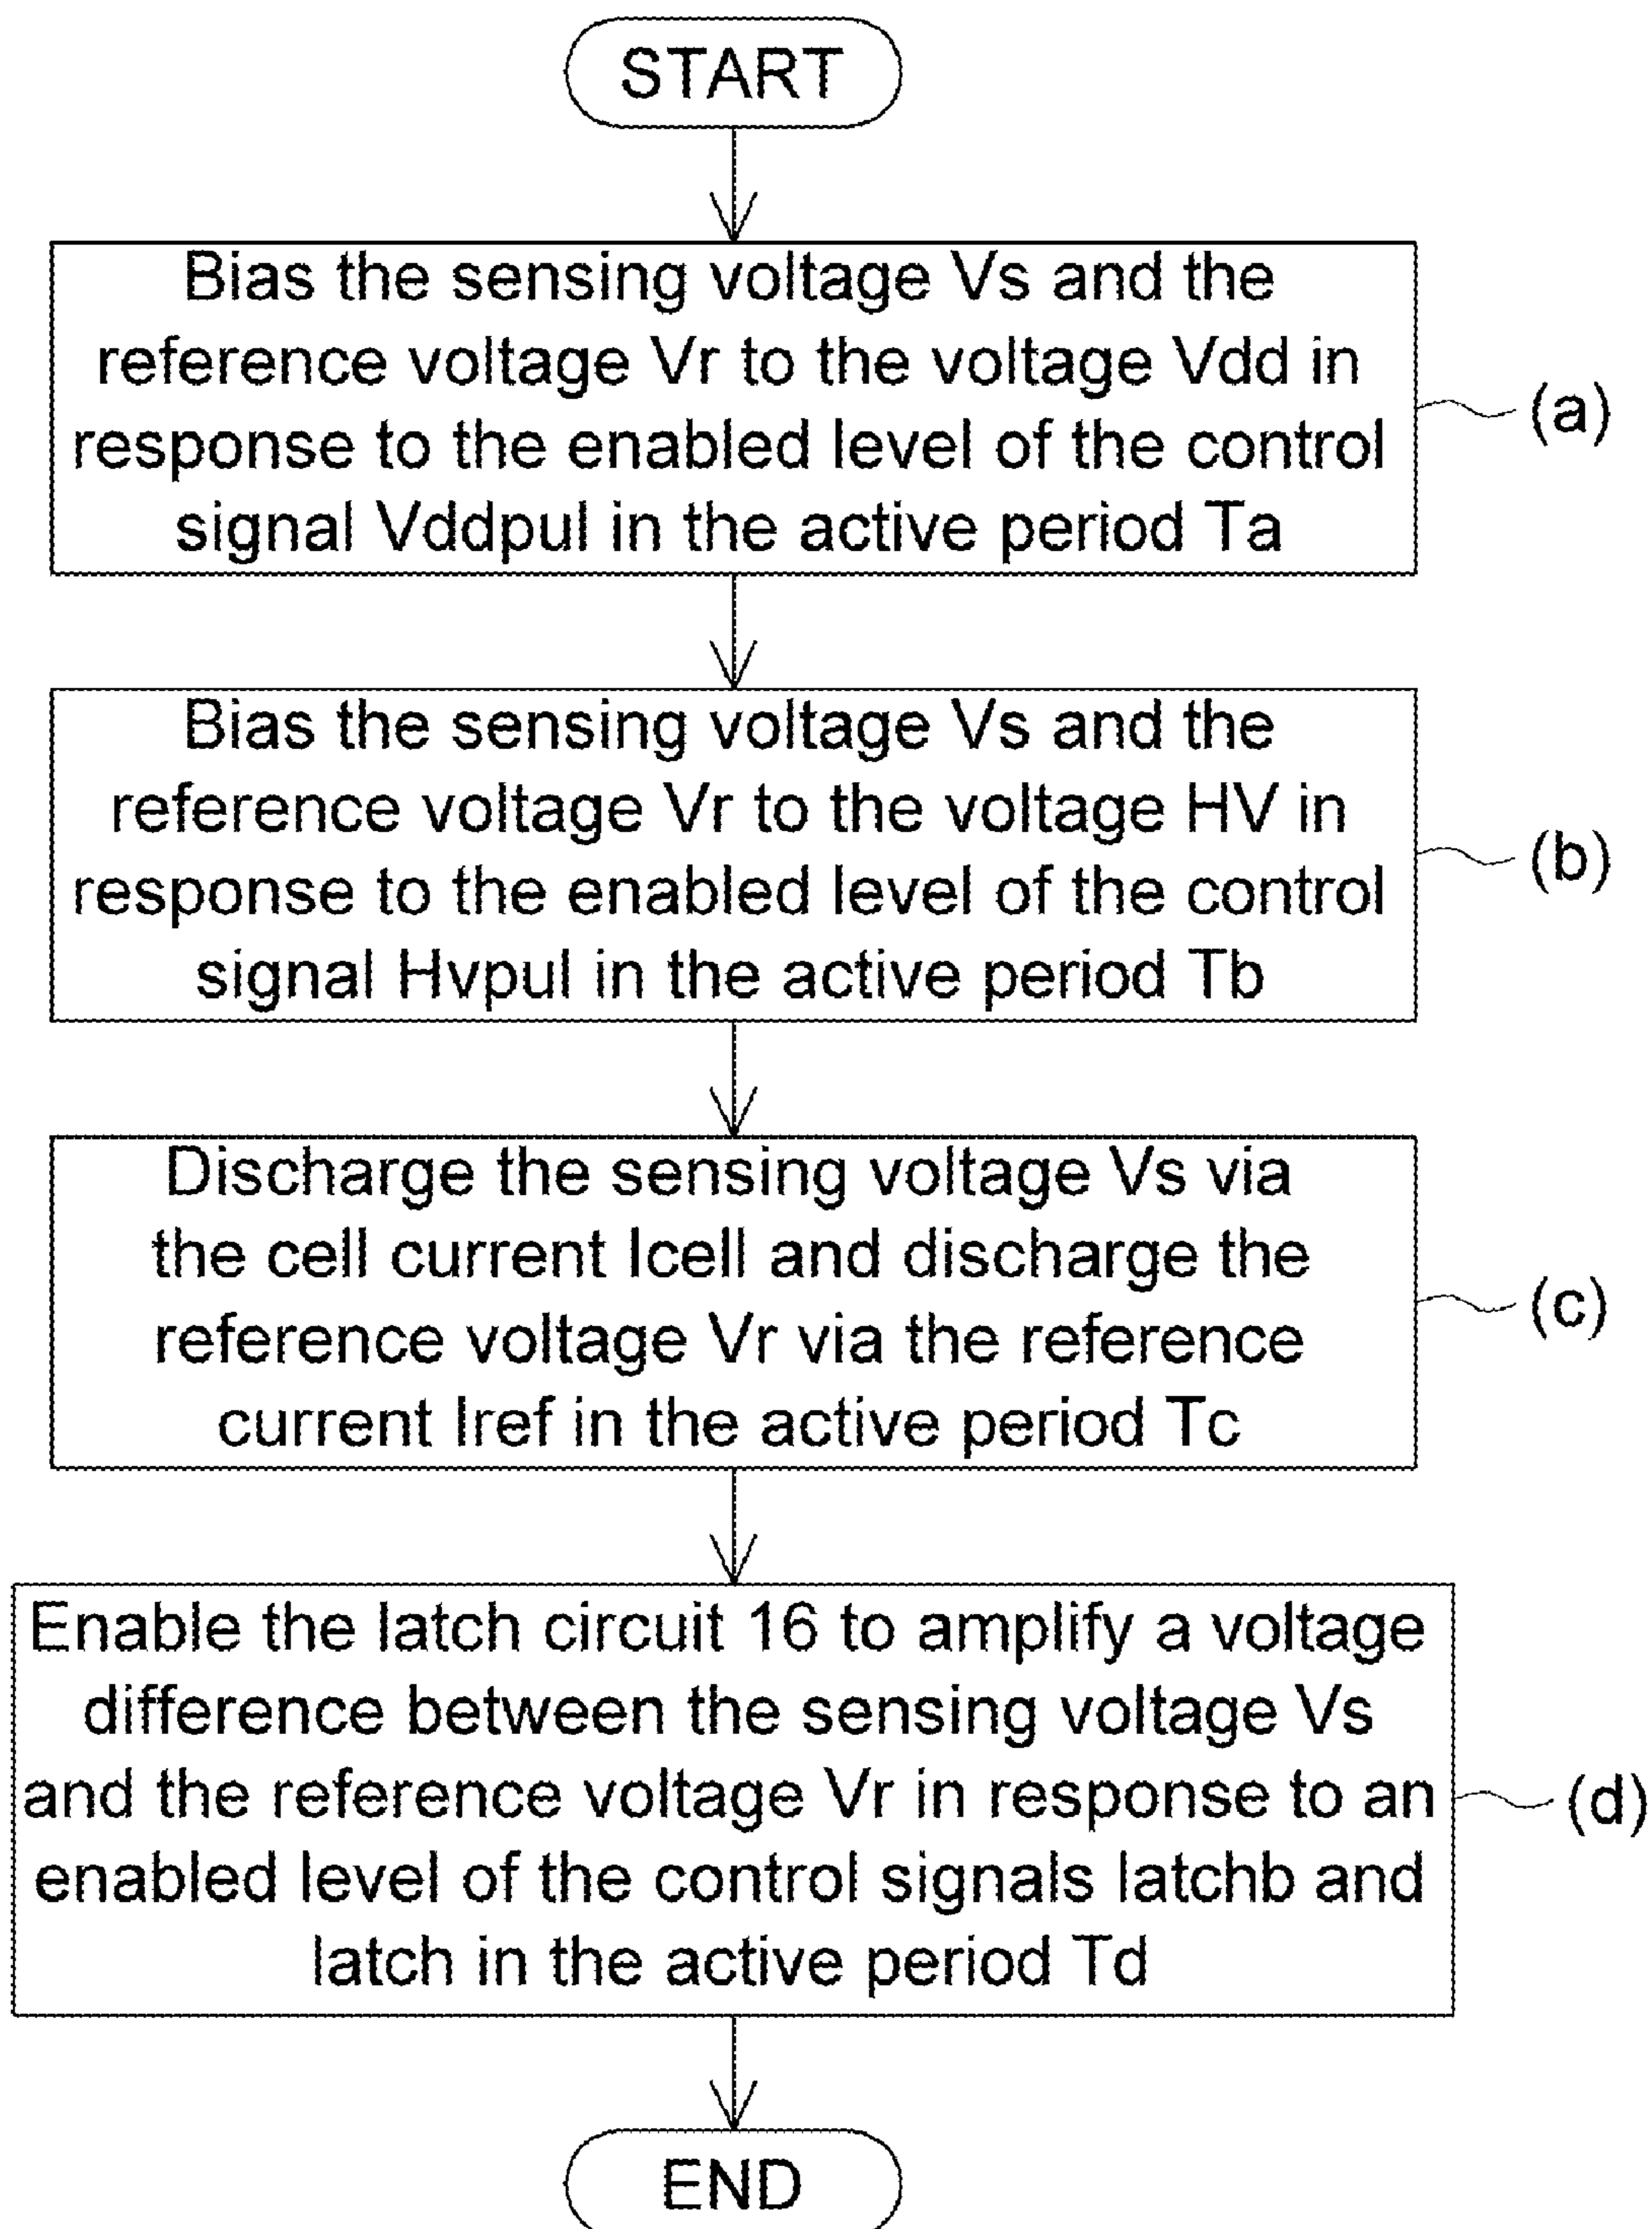 START
Bias the sensing voltage Vs and the
reference voltage Vr to the voltage Vdd in
response to the enabled level of the control
signal Vddpul in the active period Ta
(a)
Bias the sensing voltage Vs and the
reference voltage Vr to the voltage HV in
response to the enabled level of the control
signal Hvpul in the active period Tb
(b)
Discharge the sensing voltage Vs via
the cell current Icell and discharge the
reference voltage Vr via the reference
current Iref in the active period Tc
(c)
Enable the latch circuit 16 to amplify a voltage
difference between the sensing voltage Vs
and the reference voltage Vr in response to an
enabled level of the control signals latchb and
latch in the active period Td
(d)
END